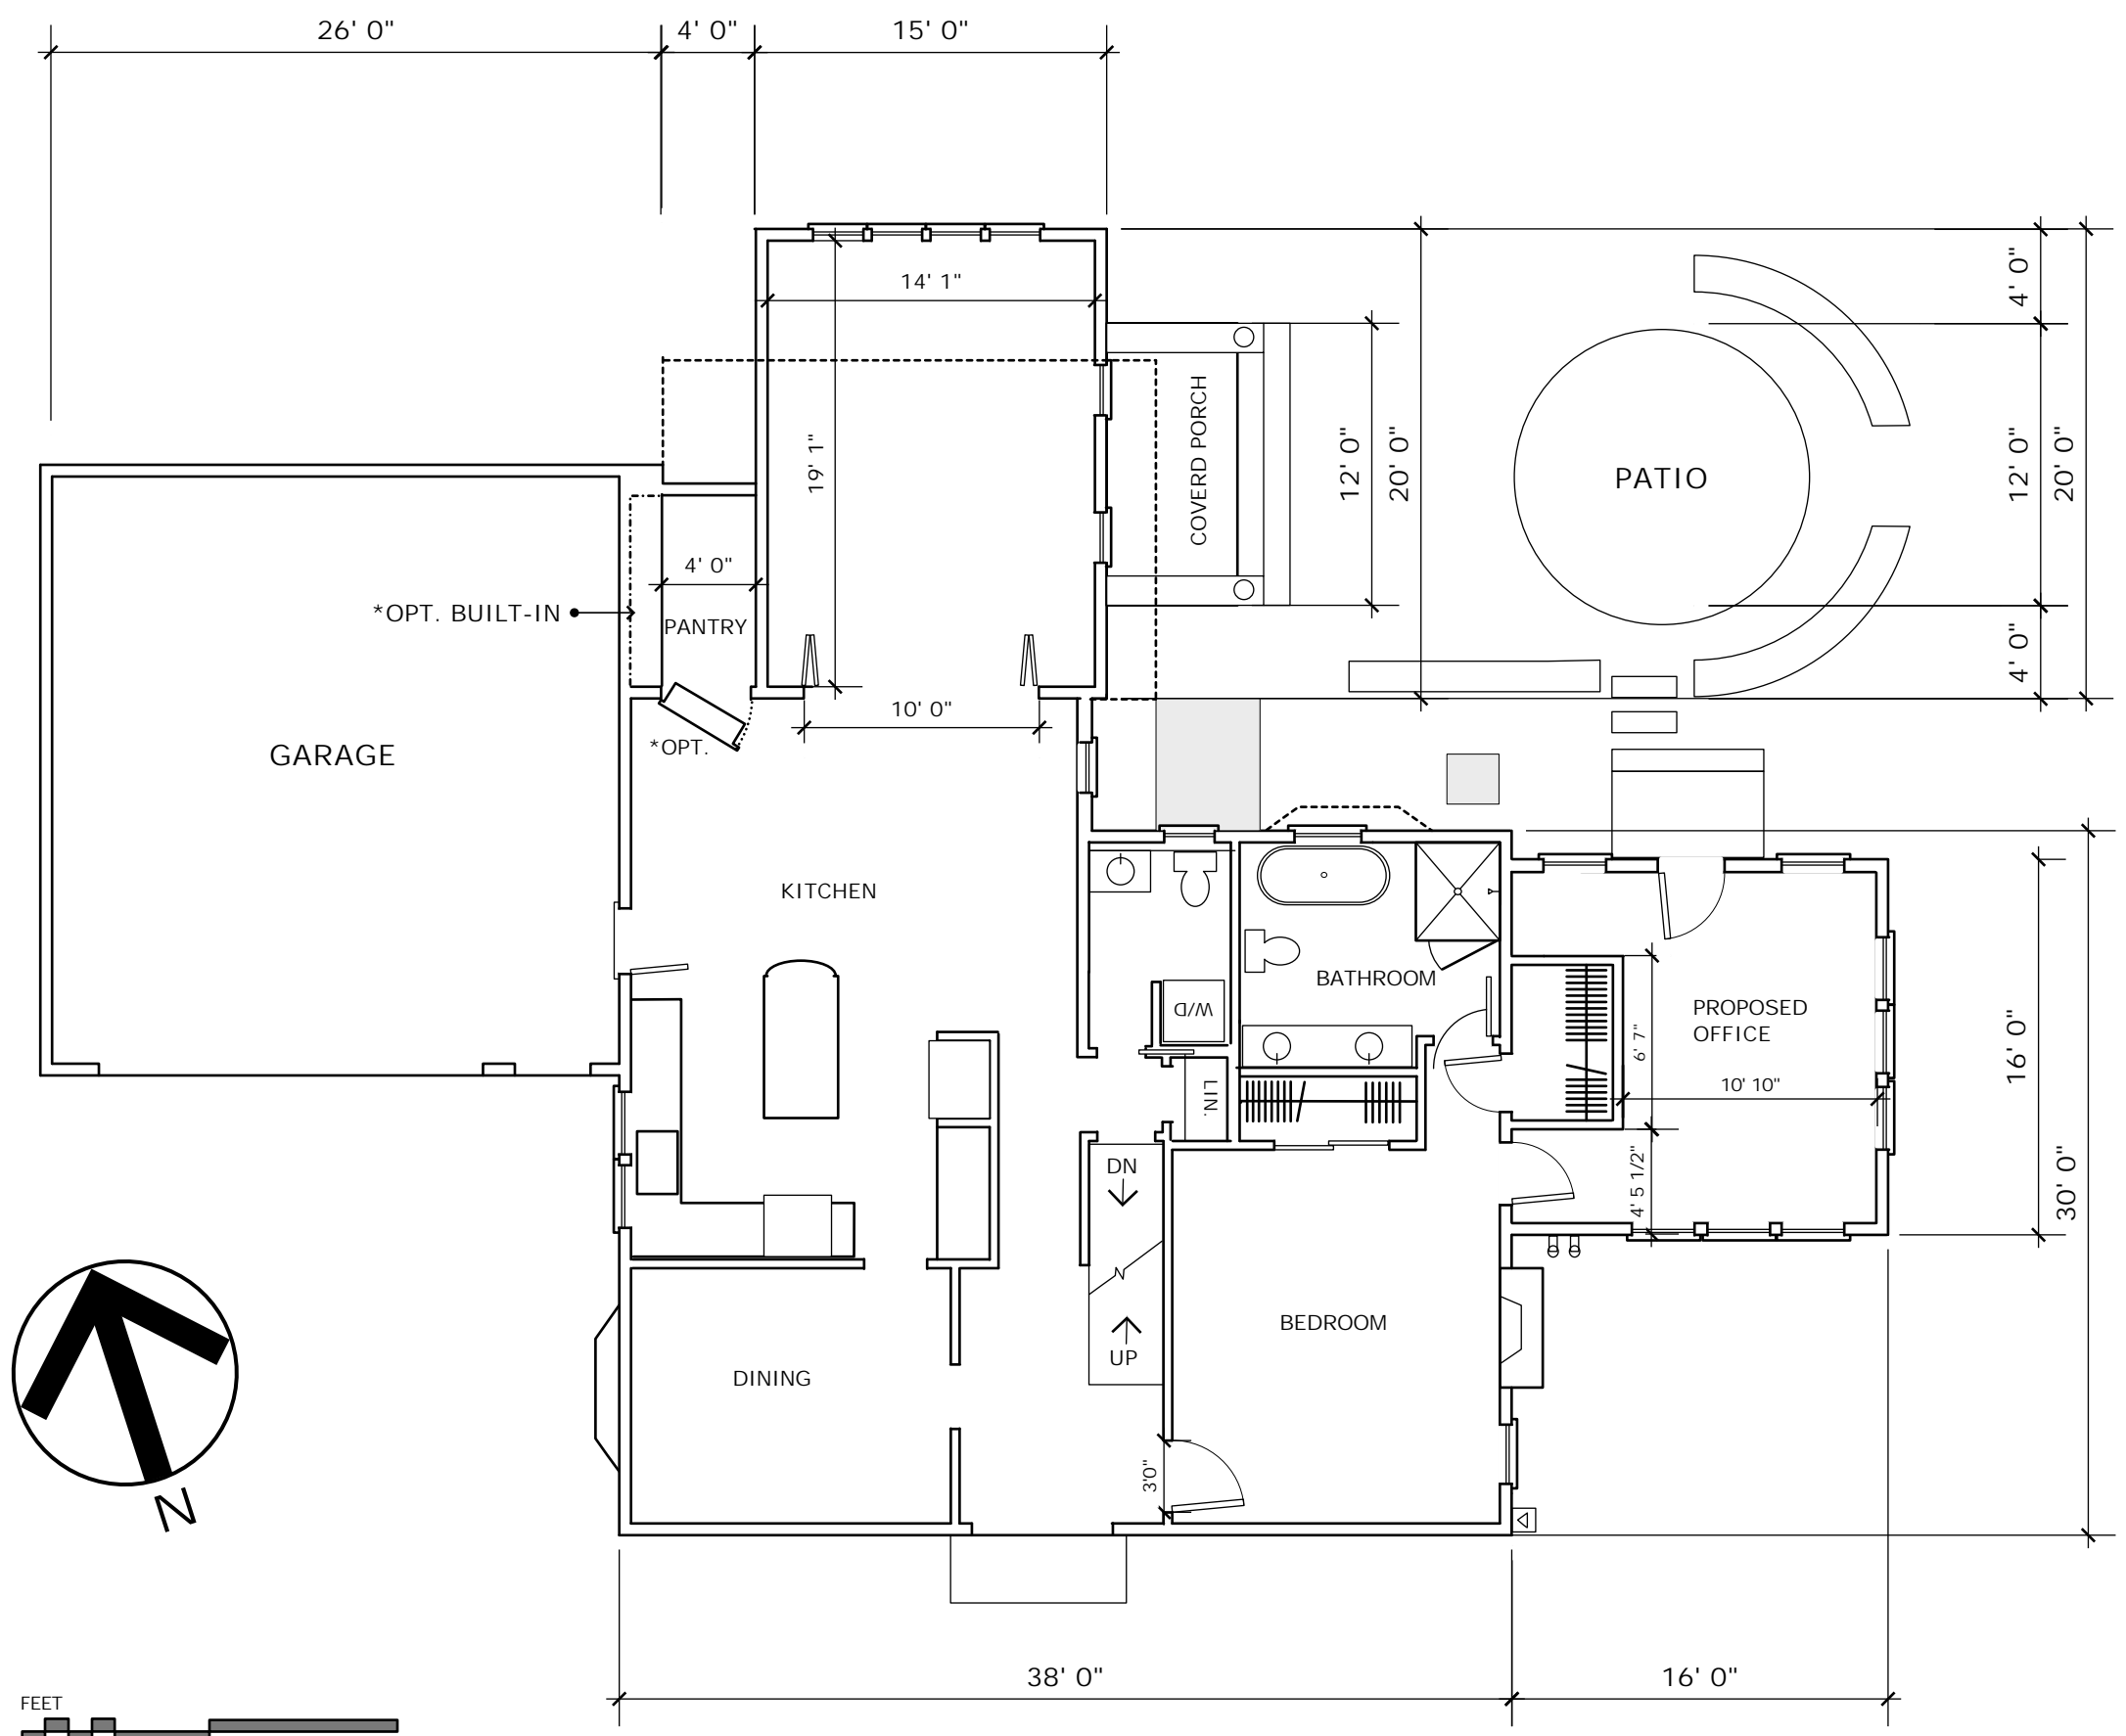 26' 0"
4' 0"
15' 0"
14' 1"
19' 1"
COVERD PORCH
12' 0"
20' 0"
PATIO
4' 0"
12' 0"
20' 0"
4' 0"
4' 0"
*OPT. BUILT-IN
PANTRY
10' 0"
*OPT.
GARAGE
KITCHEN
W/D
BATHROOM
PROPOSED
OFFICE
6' 7"
10' 10"
16' 0"
LIN.
4' 5 1/2"
30' 0"
DN
N
UP
BEDROOM
DINING
3'0"
N
38' 0"
16' 0"
FEET